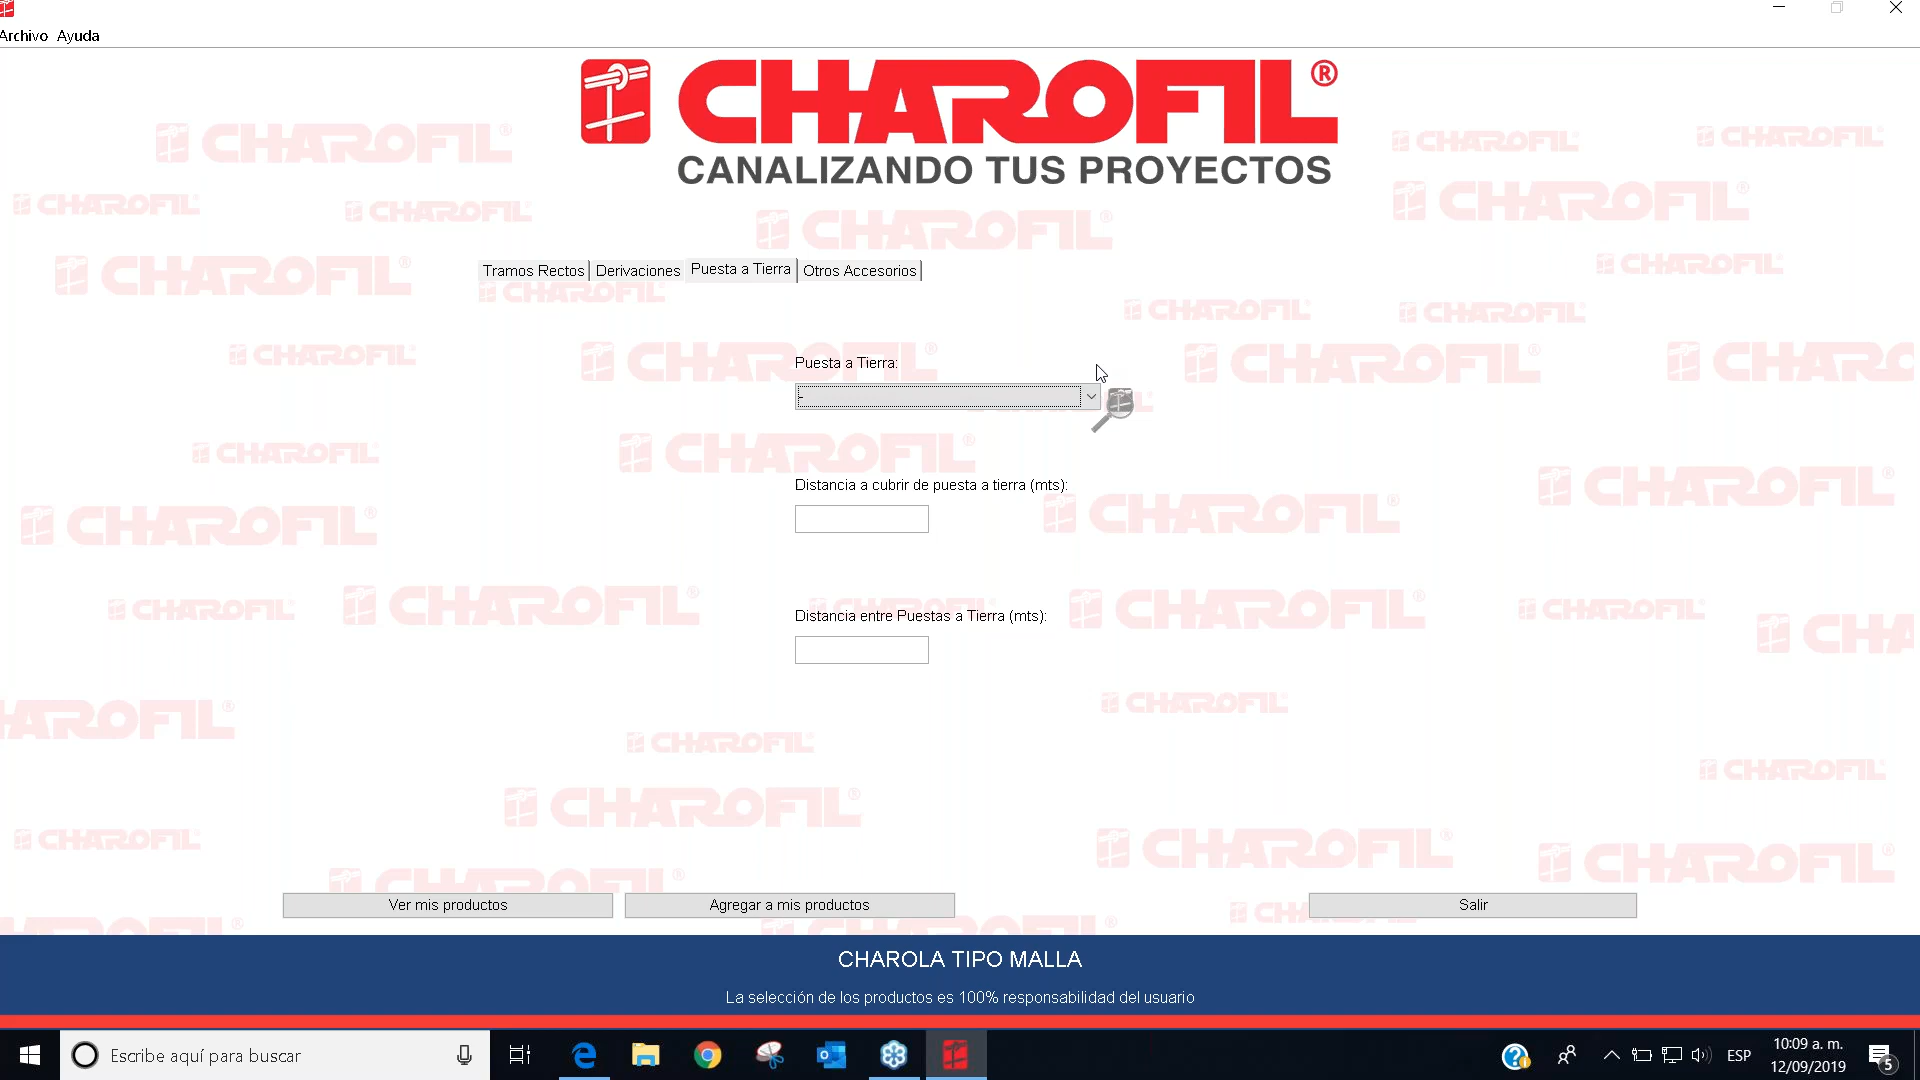 Archivo Ayuda
CHAROFIL®
CANALIZANDO TUS PROYECTOS
Tramos Rectos Derivaciones Puesta a Tierra Otros Accesorios
Puesta a Tierra:
-
Distancia a cubrir de puesta a tierra (mts):
Distancia entre Puestas a Tierra (mts):
Ver mis productos Agregar a mis productos Salir
CHAROLA TIPO MALLA
La selección de los productos es 100% responsabilidad del usuario
Escribe aquí para buscar
ESP
10:09 a. m.
12/09/2019
5